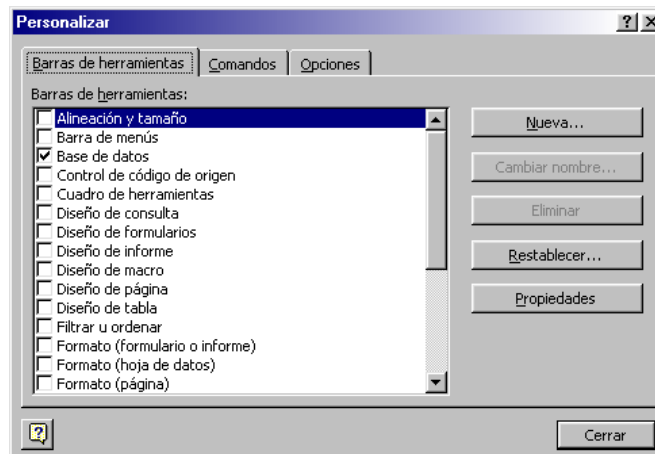 Personalizar
Barras de herramientas
Comandos
Opciones
Barras de herramientas:
Alineación y tamaño
Barra de menús
Base de datos
Control de código de origen
Cuadro de herramientas
Diseño de consulta
Diseño de formularios
Diseño de informe
Diseño de macro
Diseño de página
Diseño de tabla
Filtrar u ordenar
Formato (formulario o informe)
Formato (hoja de datos)
Formato (página)
Nueva...
Cambiar nombre...
Eliminar
Restablecer...
Propiedades
Cerrar